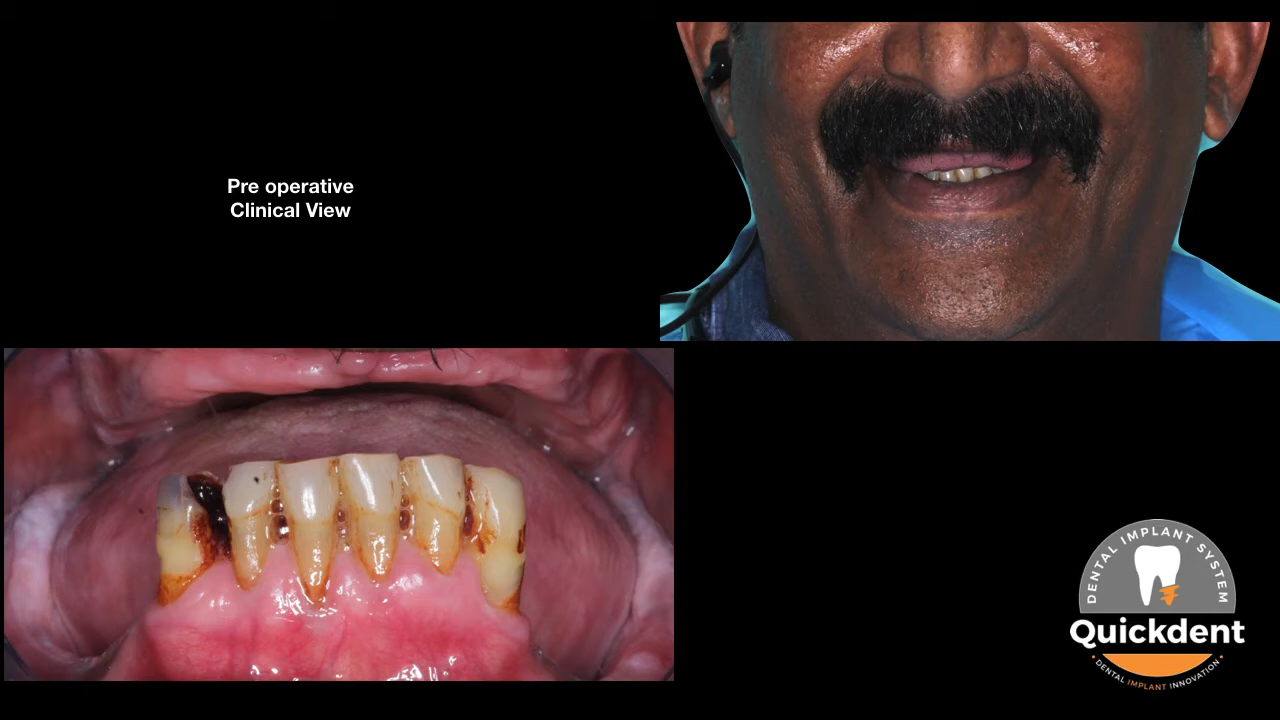 Pre operative
Clinical View
DENTAL IMPLANT SYSTEM
Quickdent
• DENTAL IMPLANT INNOVATION •